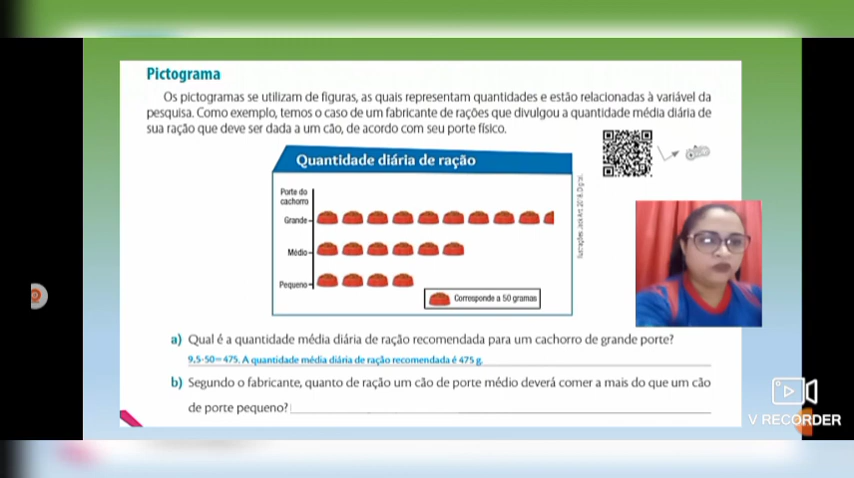 Pictograma
Os pictogramas se utilizam de figuras, as quais representam quantidades e estão relacionadas à variável da
pesquisa. Como exemplo, temos o caso de um fabricante de rações que divulgou a quantidade média diária de
sua ração que deve ser dada a um cão, de acordo com seu porte físico.
Quantidade diária de ração
Porte do
cachorro
Grande
Médio
Pequeno
Corresponde a 50 gramas
Ilustrações: Jack Art. 2018. Digital.
a) Qual é a quantidade média diária de ração recomendada para um cachorro de grande porte?
9,5·50= 475. A quantidade média diária de ração recomendada é 475 g.
b) Segundo o fabricante, quanto de ração um cão de porte médio deverá comer a mais do que um cão
de porte pequeno?
V RECORDER